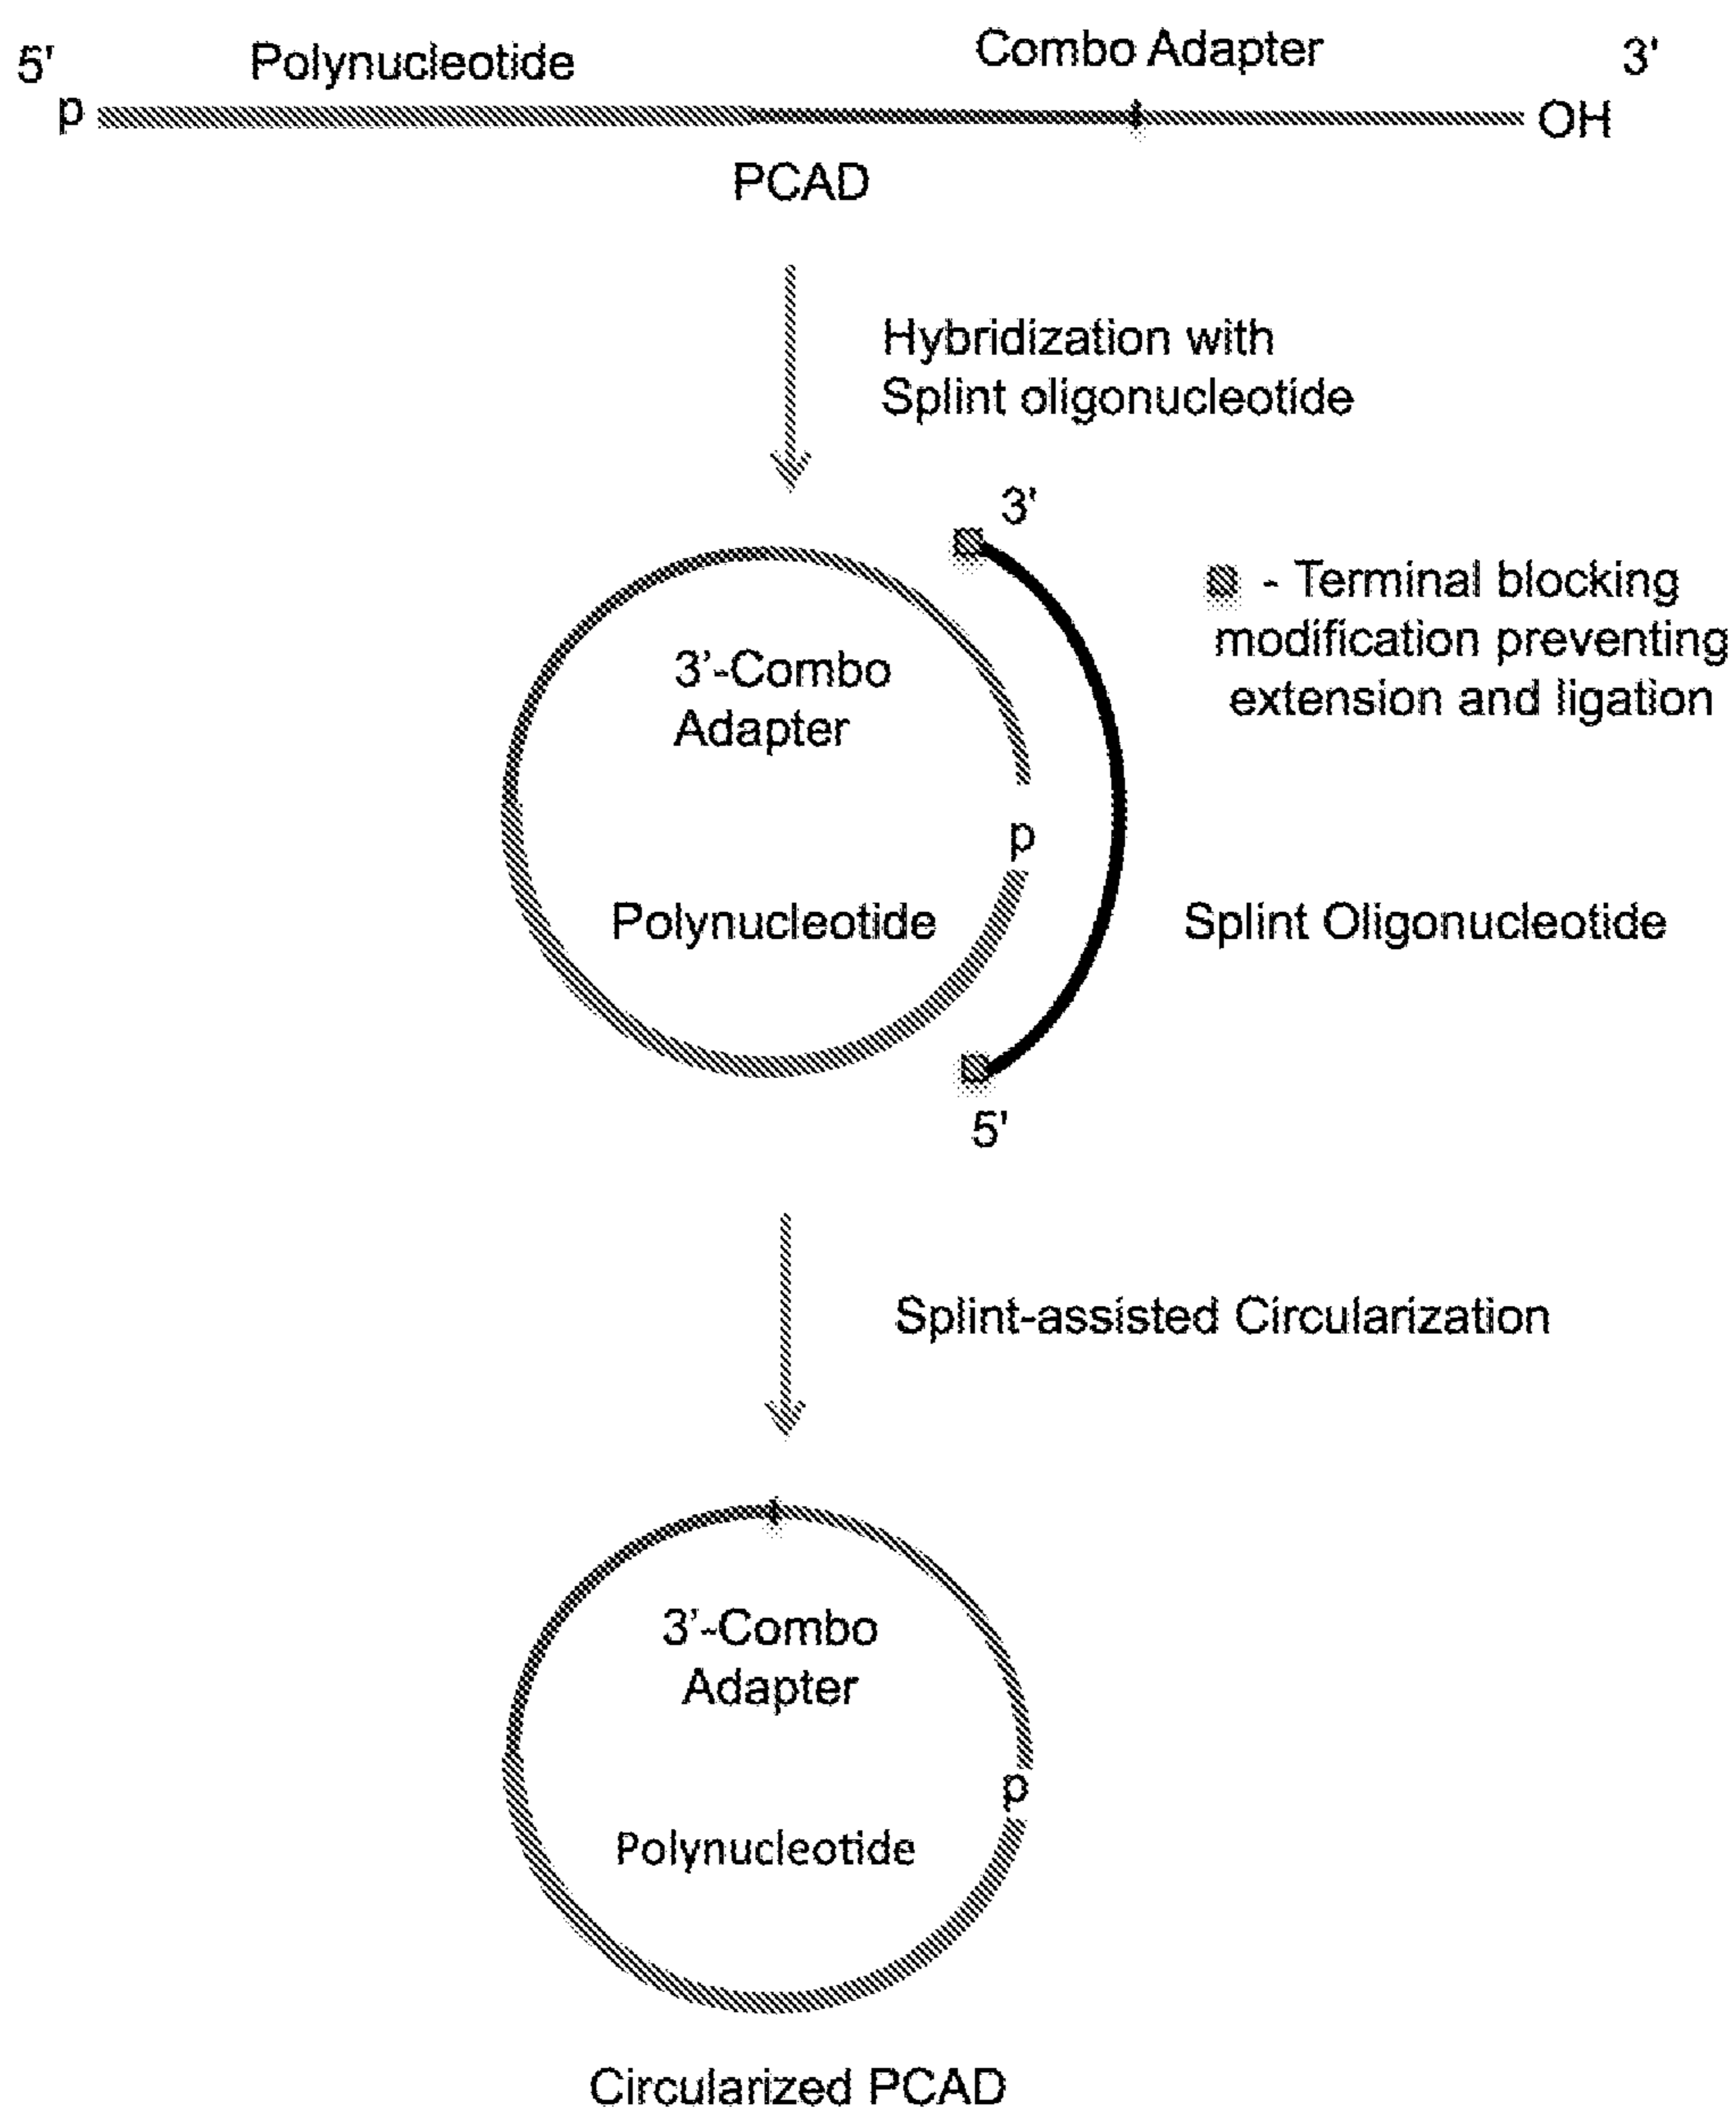 5'
Polynucleotide
Combo Adapter
3'
p
OH
PCAD
Hybridization with
Splint oligonucleotide
3'
- Terminal blocking
modification preventing
extension and ligation
3'-Combo
Adapter
p
Polynucleotide
Splint Oligonucleotide
5'
Splint-assisted Circularization
3'-Combo
Adapter
p
Polynucleotide
Circularized PCAD